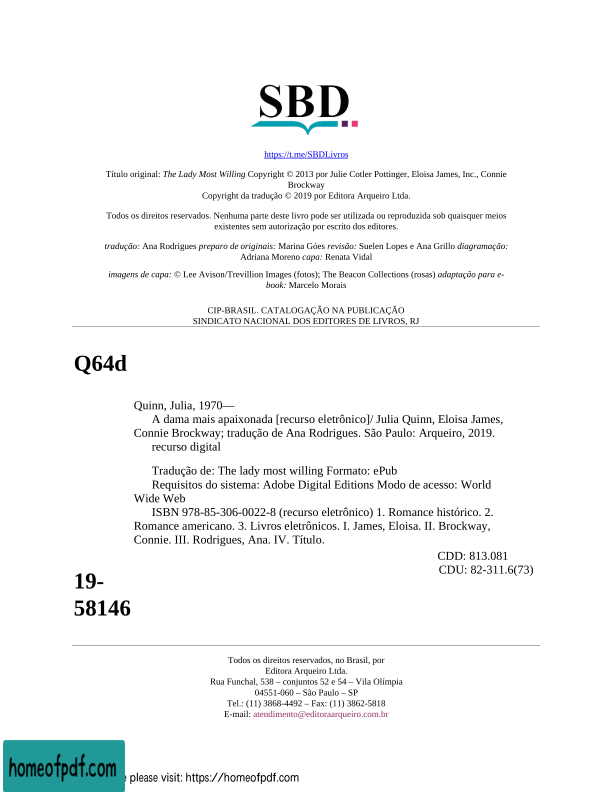 SBD
https://t.me/SBDLivros
Título original: The Lady Most Willing Copyright © 2013 por Julie Cotler Pottinger, Eloisa James, Inc., Connie
Brockway
Copyright da tradução © 2019 por Editora Arqueiro Ltda.
Todos os direitos reservados. Nenhuma parte deste livro pode ser utilizada ou reproduzida sob quaisquer meios
existentes sem autorização por escrito dos editores.
tradução: Ana Rodrigues preparo de originais: Marina Góes revisão: Suelen Lopes e Ana Grillo diagramação:
Adriana Moreno capa: Renata Vidal
imagens de capa: © Lee Avison/Trevillion Images (fotos); The Beacon Collections (rosas) adaptação para e-
book: Marcelo Morais
CIP-BRASIL. CATALOGAÇÃO NA PUBLICAÇÃO
SINDICATO NACIONAL DOS EDITORES DE LIVROS, RJ
Q64d
Quinn, Julia, 1970—
A dama mais apaixonada [recurso eletrônico]/ Julia Quinn, Eloisa James,
Connie Brockway; tradução de Ana Rodrigues. São Paulo: Arqueiro, 2019.
recurso digital
Tradução de: The lady most willing Formato: ePub
Requisitos do sistema: Adobe Digital Editions Modo de acesso: World
Wide Web
ISBN 978-85-306-0022-8 (recurso eletrônico) 1. Romance histórico. 2.
Romance americano. 3. Livros eletrônicos. I. James, Eloisa. II. Brockway,
Connie. III. Rodrigues, Ana. IV. Título.
CDD: 813.081
CDU: 82-311.6(73)
19-
58146
Todos os direitos reservados, no Brasil, por
Editora Arqueiro Ltda.
Rua Funchal, 538 – conjuntos 52 e 54 – Vila Olímpia
04551-060 – São Paulo – SP
Tel.: (11) 3868-4492 – Fax: (11) 3862-5818
E-mail: atendimento@editoraarqueiro.com.br
homeofpdf.com
please visit: https://homeofpdf.com